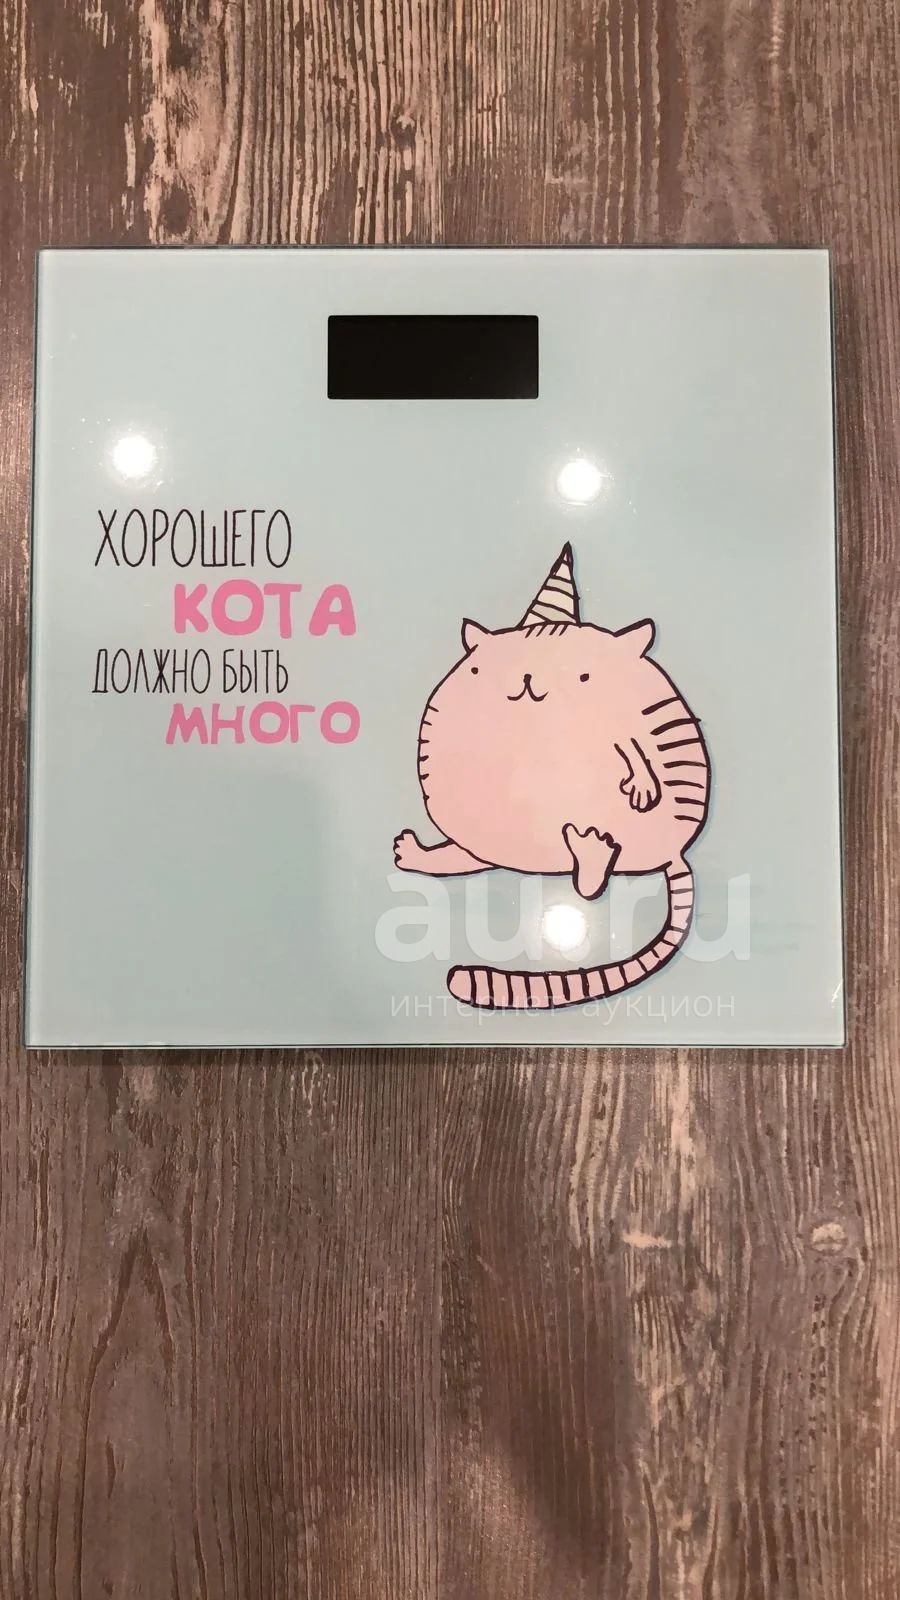 ХОРОШЕГО
КОТА
ДОЛЖНО БЫТЬ
МНОГО
au.ru
интернет-аукцион